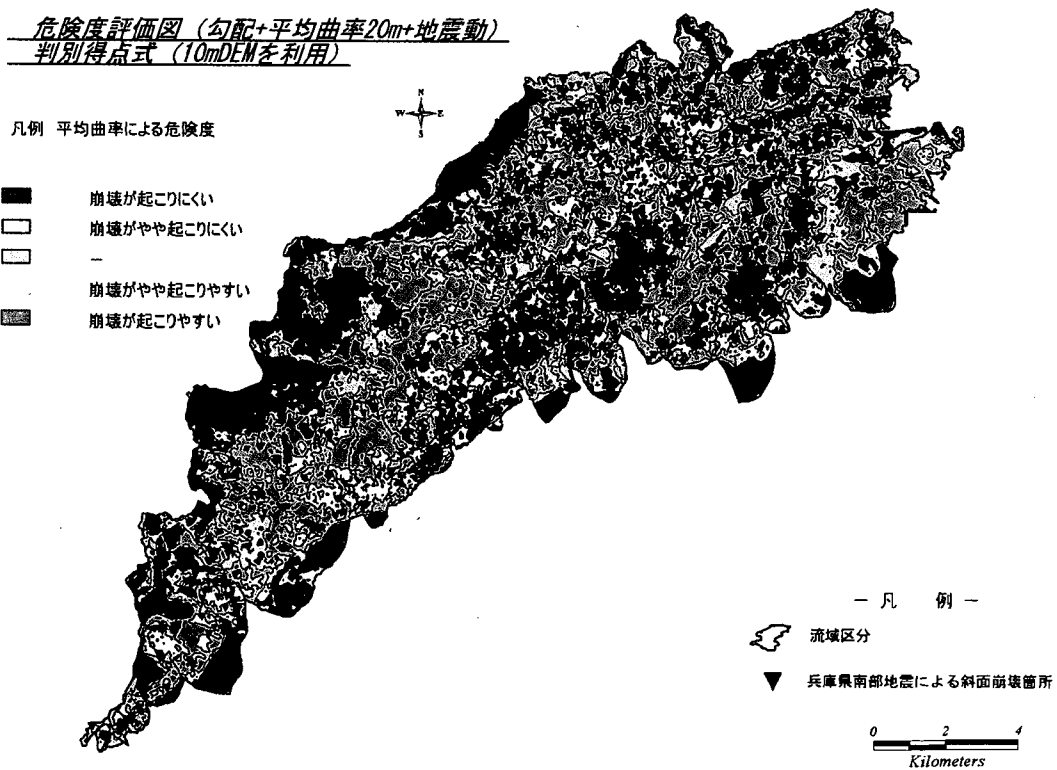 危険度評価図（勾配+平均曲率20m+地震動）
判別得点式（10mDEMを利用）
N
W E
S
凡例 平均曲率による危険度
崩壊が起こりにくい
崩壊がやや起こりにくい
－
崩壊がやや起こりやすい
崩壊が起こりやすい
－ 凡 例 －
流域区分
兵庫県南部地震による斜面崩壊箇所
0 2 4
Kilometers